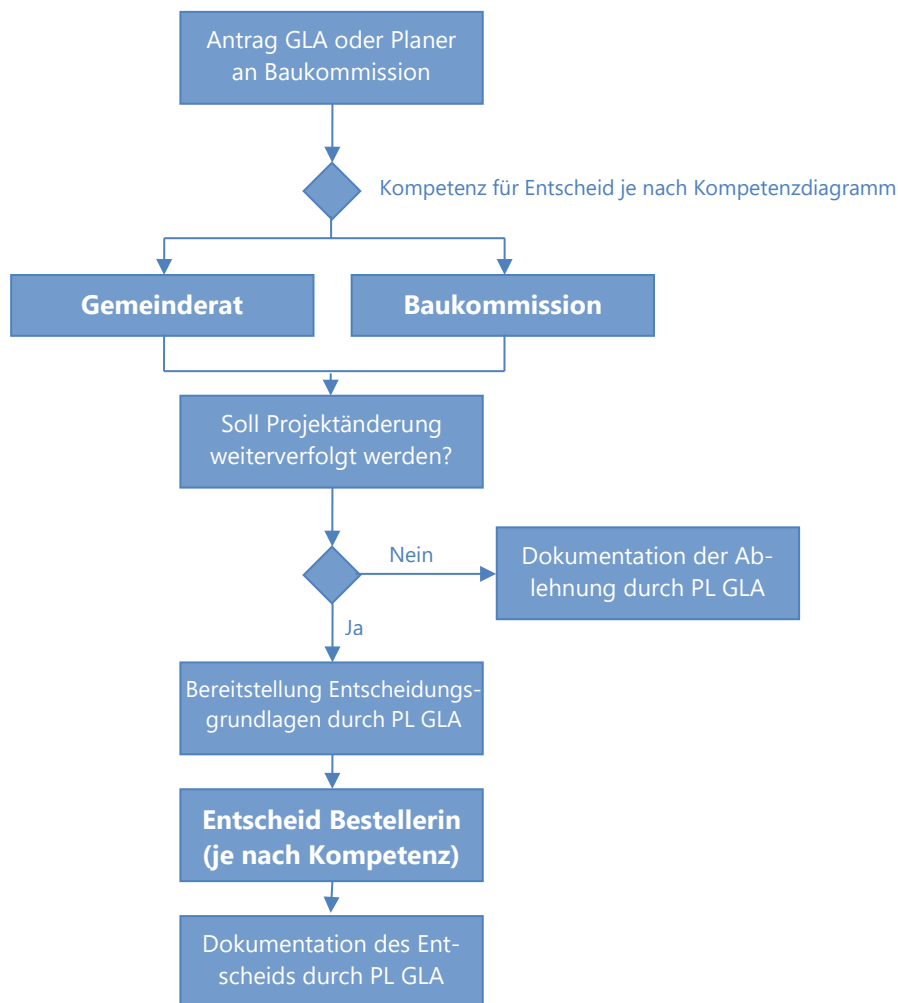 Antrag GLA oder Planer
an Baukommission
Kompetenz für Entscheid je nach Kompetenzdiagramm
Gemeinderat
Baukommission
Soll Projektänderung
weiterverfolgt werden?
Nein
Dokumentation der Ab-
lehnung durch PL GLA
Ja
Bereitstellung Entscheidungs-
grundlagen durch PL GLA
Entscheid Bestellerin
(je nach Kompetenz)
Dokumentation des Ent-
scheids durch PL GLA